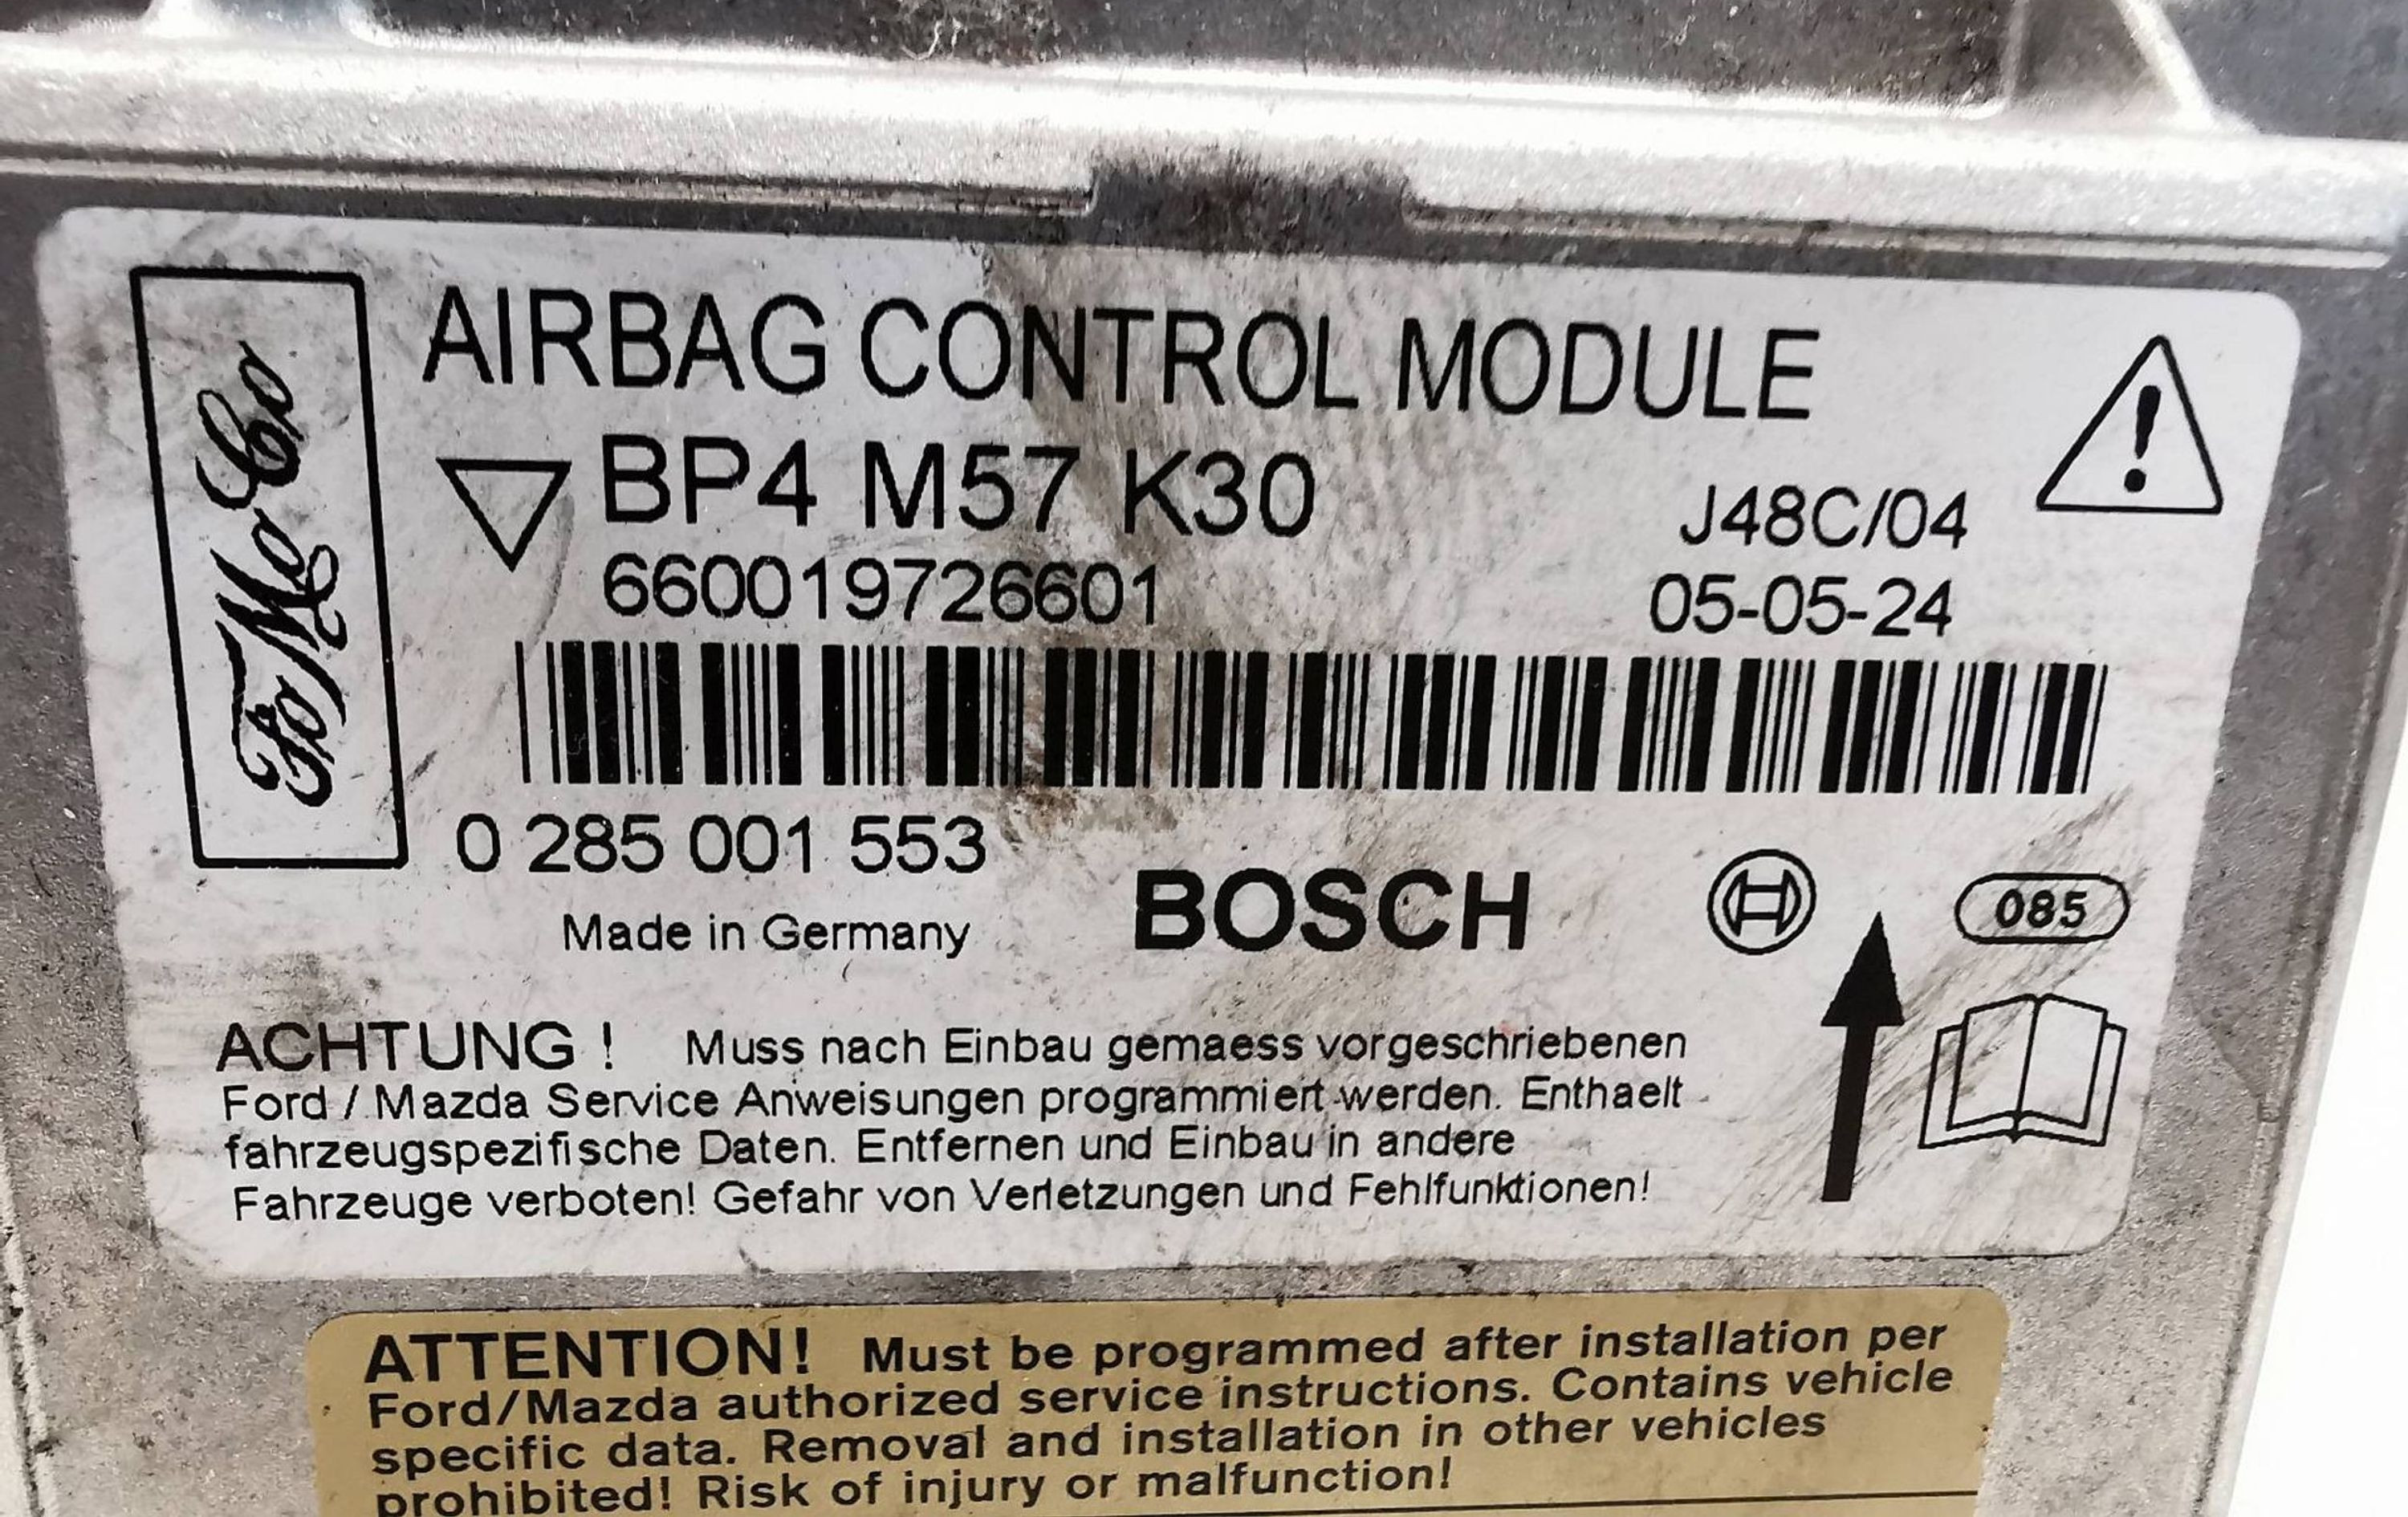 FoMoCo
AIRBAG CONTROL MODULE
BP4 M57 K30
J48C/04
660019726601
05-05-24
0 285 001 553
Made in Germany
BOSCH
085
ACHTUNG ! Muss nach Einbau gemaess vorgeschriebenen
Ford / Mazda Service Anweisungen programmiert werden. Enthaelt
fahrzeugspezifische Daten. Entfernen und Einbau in andere
Fahrzeuge verboten! Gefahr von Verletzungen und Fehlfunktionen!
ATTENTION! Must be programmed after installation per
Ford/Mazda authorized service instructions. Contains vehicle
specific data. Removal and installation in other vehicles
prohibited! Risk of injury or malfunction!